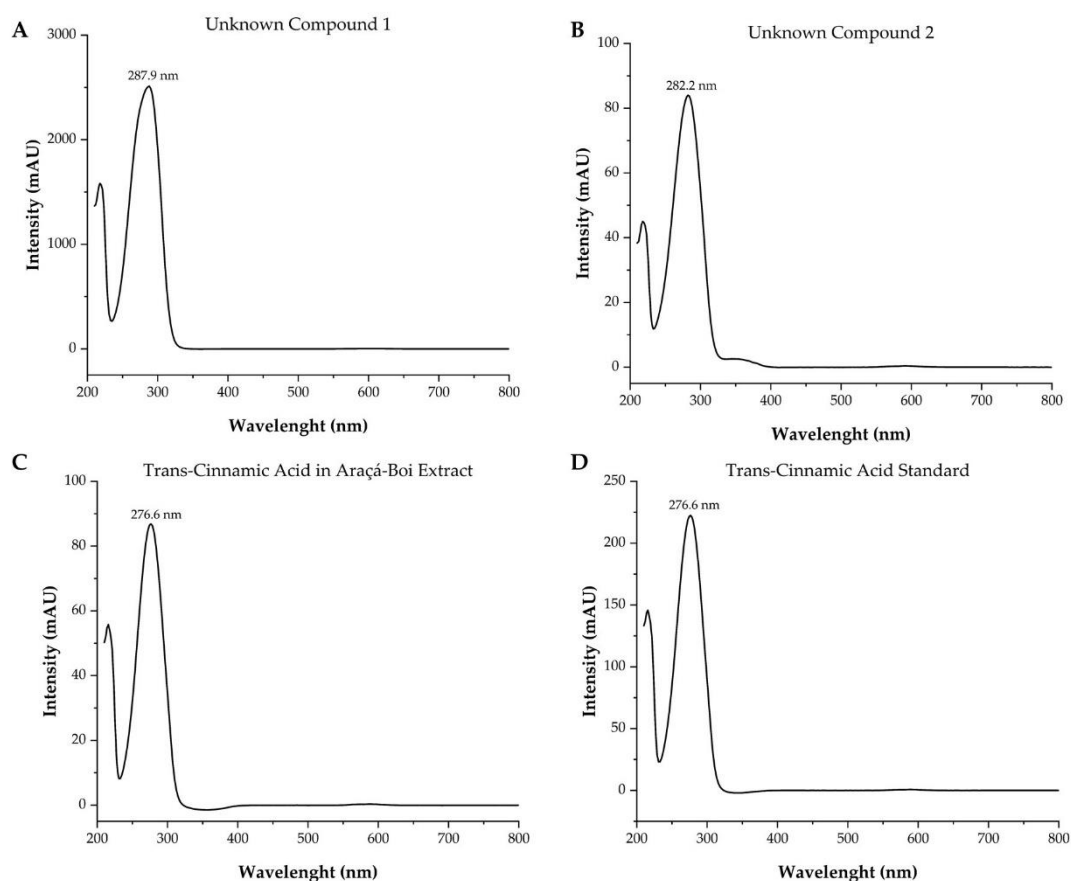 A
Unknown Compound 1
3000
2000
1000
0
287.9 nm
Intensity (mAU)
200 300 400 500 600 700 800
Wavelenght (nm)
B
Unknown Compound 2
100
80
60
40
20
0
282.2 nm
Intensity (mAU)
200 300 400 500 600 700 800
Wavelenght (nm)
C
Trans-Cinnamic Acid in Araçá-Boi Extract
100
80
60
40
20
0
276.6 nm
Intensity (mAU)
200 300 400 500 600 700 800
Wavelenght (nm)
D
Trans-Cinnamic Acid Standard
250
200
150
100
50
0
276.6 nm
Intensity (mAU)
200 300 400 500 600 700 800
Wavelenght (nm)